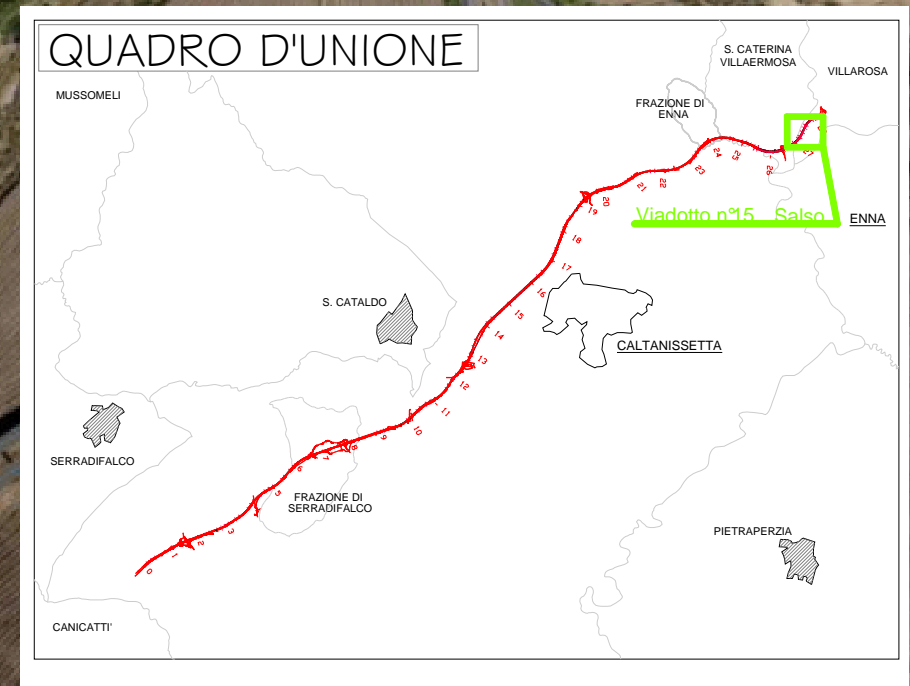 QUADRO D'UNIONE
S. CATERINA
VILLAERMOSA
VILLAROSA
MUSSOMELI
FRAZIONE DI
ENNA
Viadotto n°15 Salso
ENNA
S. CATALDO
CALTANISSETTA
SERRADIFALCO
FRAZIONE DI
SERRADIFALCO
PIETRAPERZIA
CANICATTI'
0
1
2
3
5
6
7
8
9
10
11
12
13
14
15
16
17
18
19
20
21
22
23
24
25
26
27